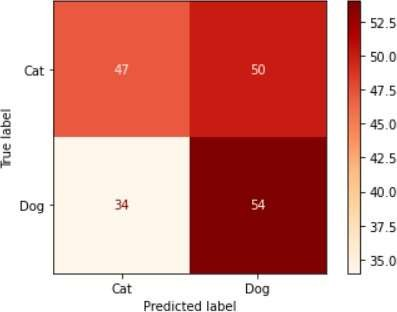 True label
Cat
47
50
Dog
34
54
Cat
Dog
Predicted label
52.5
50.0
47.5
45.0
42.5
40.0
37.5
35.0